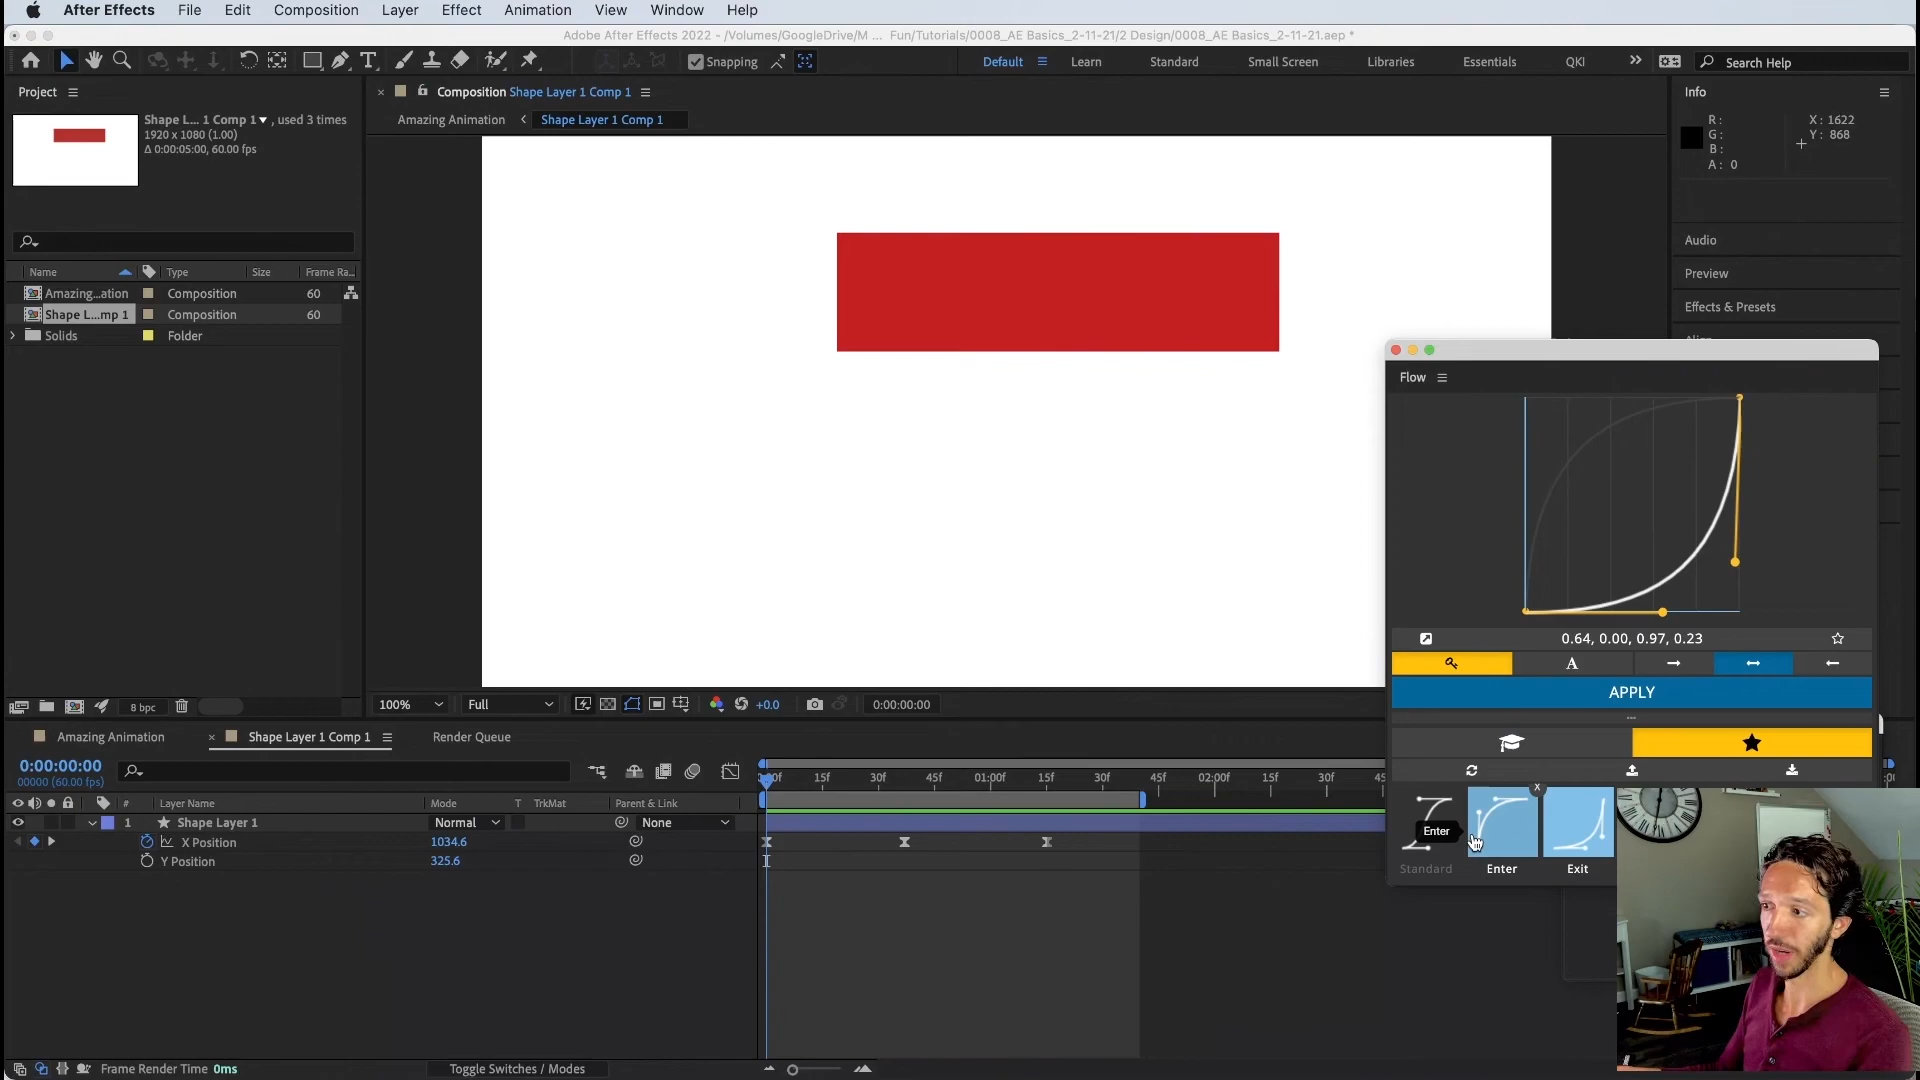 After Effects File Edit Composition Layer Effect Animation View Window Help
Adobe After Effects 2022 - /Volumes/GoogleDrive/M ... Fun/Tutorials/0008_AE Basics_2-11-21/2 Design/0008_AE Basics_2-11-21.aep *
Snapping Default Learn Standard Small Screen Libraries Essentials QKI Search Help
Project
Shape L... 1 Comp 1 , used 3 times
1920 x 1080 (1.00)
Δ 0:00:05:00, 60.00 fps
Composition Shape Layer 1 Comp 1
Amazing Animation Shape Layer 1 Comp 1
Info
R: X: 1622
G: Y: 868
B:
A: 0
Audio
Preview
Effects & Presets
Name Type Size Frame Ra...
Amazing...ation Composition 60
Shape L...mp 1 Composition 60
Solids Folder
Flow
0.64, 0.00, 0.97, 0.23
A
APPLY
x
Enter
Standard Enter Exit
8 bpc 100% Full +0.0 0:00:00:00
Amazing Animation Shape Layer 1 Comp 1 Render Queue
0:00:00:00
00000 (60.00 fps)
15f 30f 45f 01:00f 15f 30f 45f 02:00f 15f 30f
# Layer Name Mode T TrkMat Parent & Link
1 Shape Layer 1 Normal None
X Position 1034.6
Y Position 325.6
Frame Render Time 0ms Toggle Switches / Modes